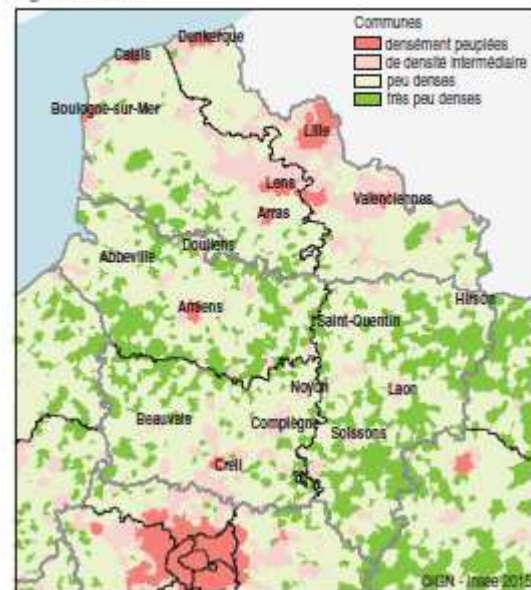 Communes
densément peuplées
de densité intermédiaire
peu denses
très peu denses
Dunkerque
Calais
Boulogne-sur-Mer
Lille
Lens
Valenciennes
Arras
Doullens
Abbeville
Amiens
Hirson
Saint-Quentin
Noyon
Laon
Beauvais
Compiègne
Soissons
Creil
©IGN - Insee 2015